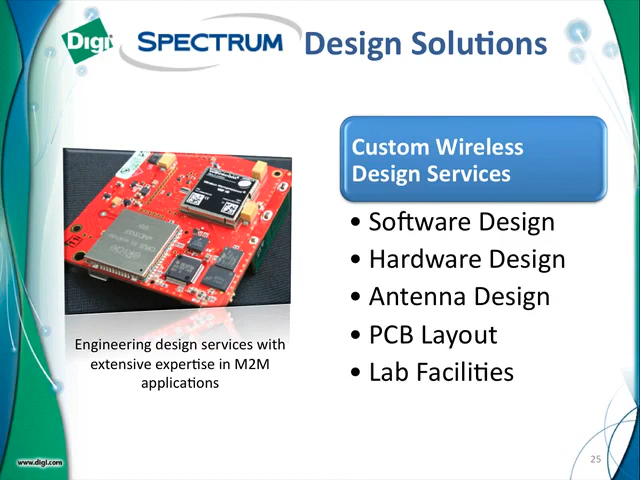 Digi SPECTRUM Design Solutions
Custom Wireless
Design Services
• Software Design
• Hardware Design
• Antenna Design
• PCB Layout
• Lab Facilities
Engineering design services with
extensive expertise in M2M
applications
www.digi.com
25